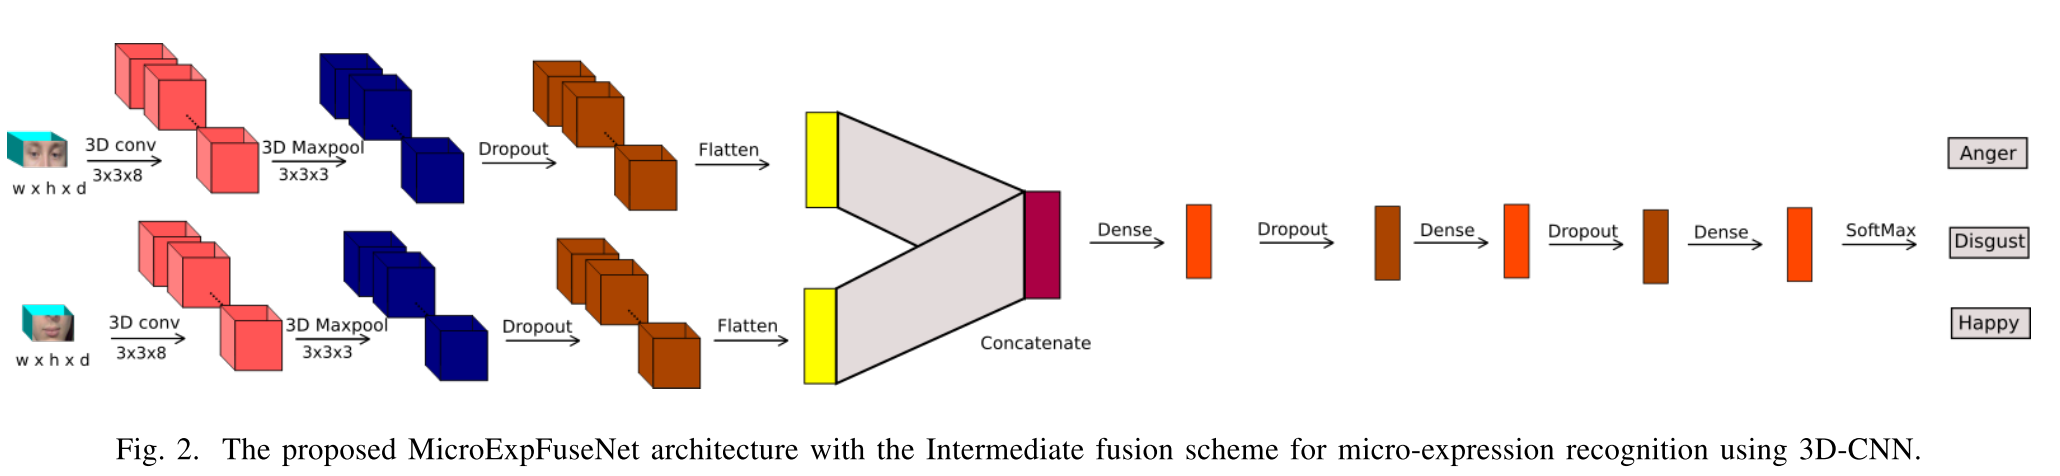 3D conv
3x3x8
w x h x d
3D Maxpool
3x3x3
Dropout
Flatten
3D conv
3x3x8
w x h x d
3D Maxpool
3x3x3
Dropout
Flatten
Concatenate
Dense
Dropout
Dense
Dropout
Dense
SoftMax
Anger
Disgust
Happy
Fig. 2. The proposed MicroExpFuseNet architecture with the Intermediate fusion scheme for micro-expression recognition using 3D-CNN.